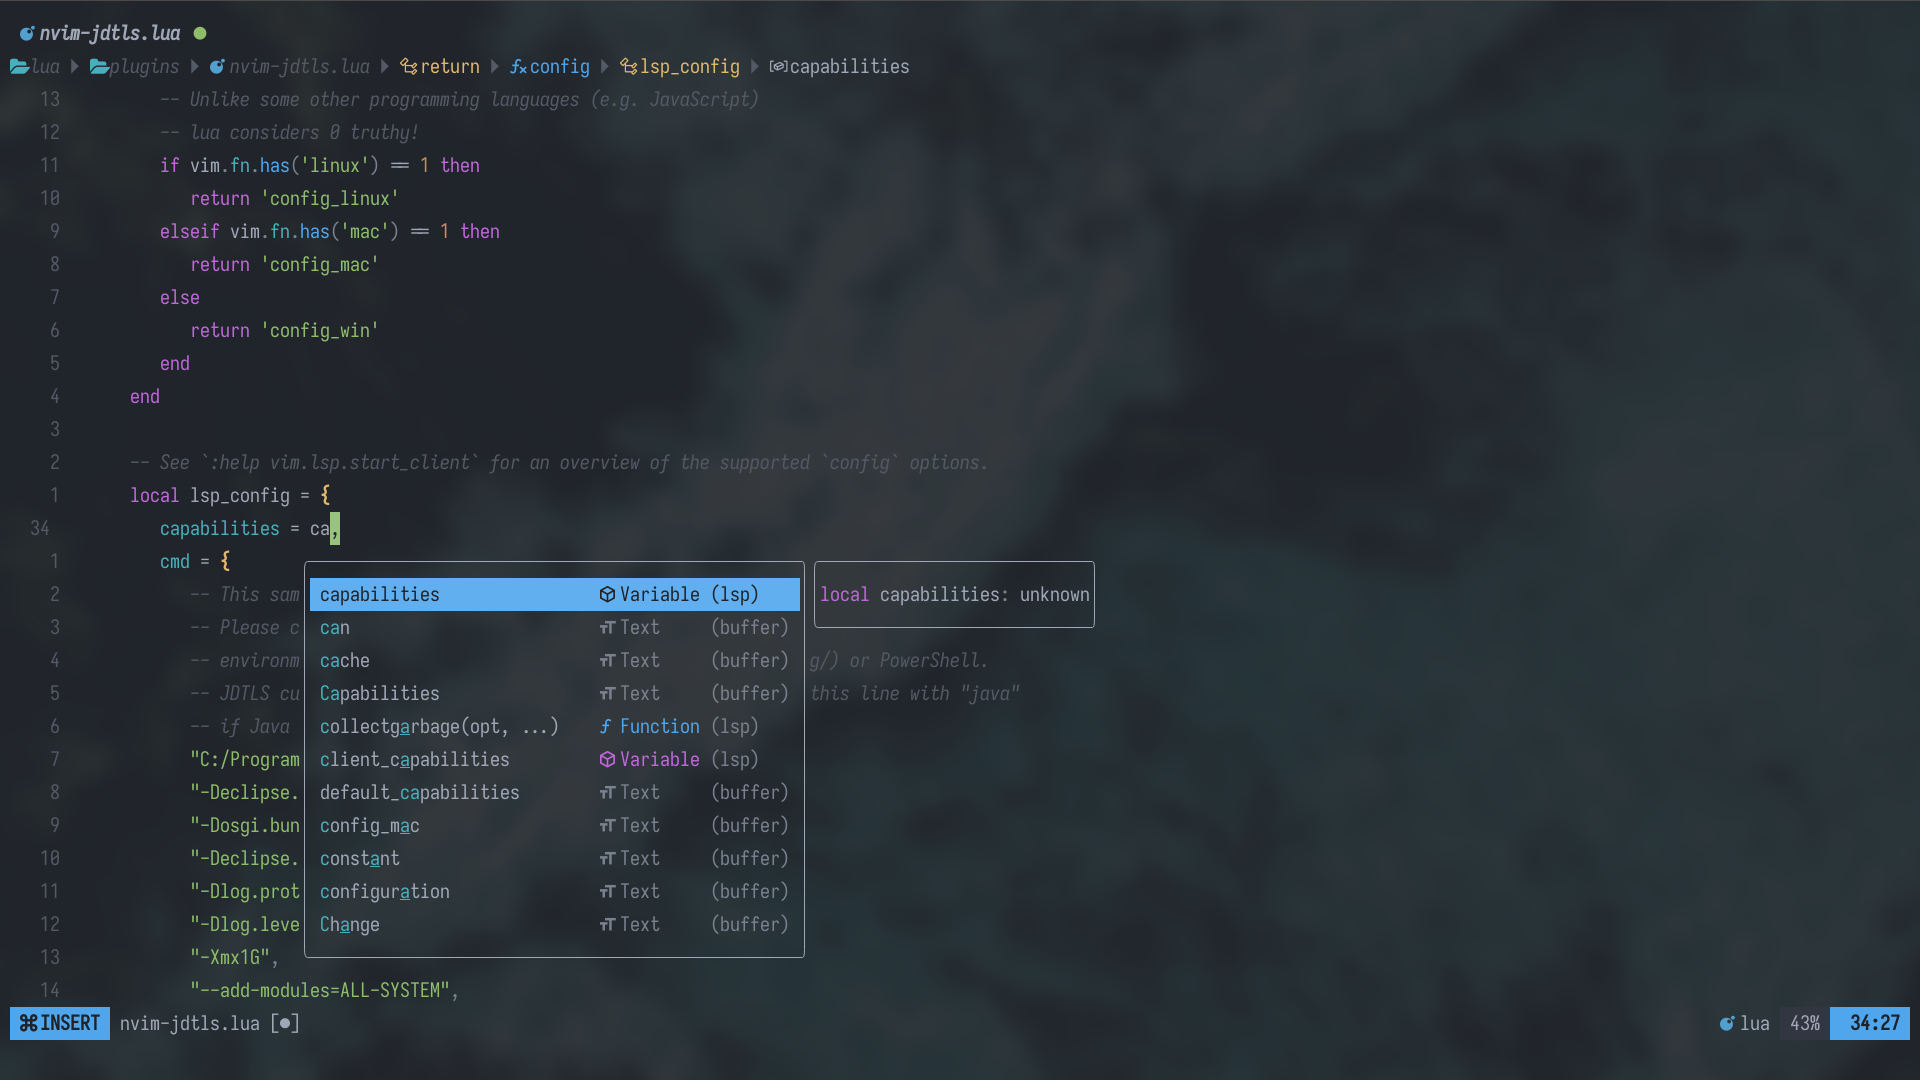 nvim-jdtls.lua
lua plugins nvim-jdtls.lua return config lsp_config capabilities
13 -- Unlike some other programming languages (e.g. JavaScript)
12 -- lua considers 0 truthy!
11 if vim.fn.has('linux') == 1 then
10 return 'config_linux'
9 elseif vim.fn.has('mac') == 1 then
8 return 'config_mac'
7 else
6 return 'config_win'
5 end
4 end
3
2 -- See `:help vim.lsp.start_client` for an overview of the supported `config` options.
1 local lsp_config = {
34 capabilities = ca,
1 cmd = {
2 -- This sam capabilities Variable (lsp) local capabilities: unknown
3 -- Please c can Text (buffer)
4 -- environm cache Text (buffer) g/) or PowerShell.
5 -- JDTLS cu Capabilities Text (buffer) this line with "java"
6 -- if Java collectgarbage(opt, ...) Function (lsp)
7 "C:/Program client_capabilities Variable (lsp)
8 "-Declipse. default_capabilities Text (buffer)
9 "-Dosgi.bun config_mac Text (buffer)
10 "-Declipse. constant Text (buffer)
11 "-Dlog.prot configuration Text (buffer)
12 "-Dlog.leve Change Text (buffer)
13 "-Xmx1G",
14 "--add-modules=ALL-SYSTEM",
⌘INSERT nvim-jdtls.lua [●] lua 43% 34:27